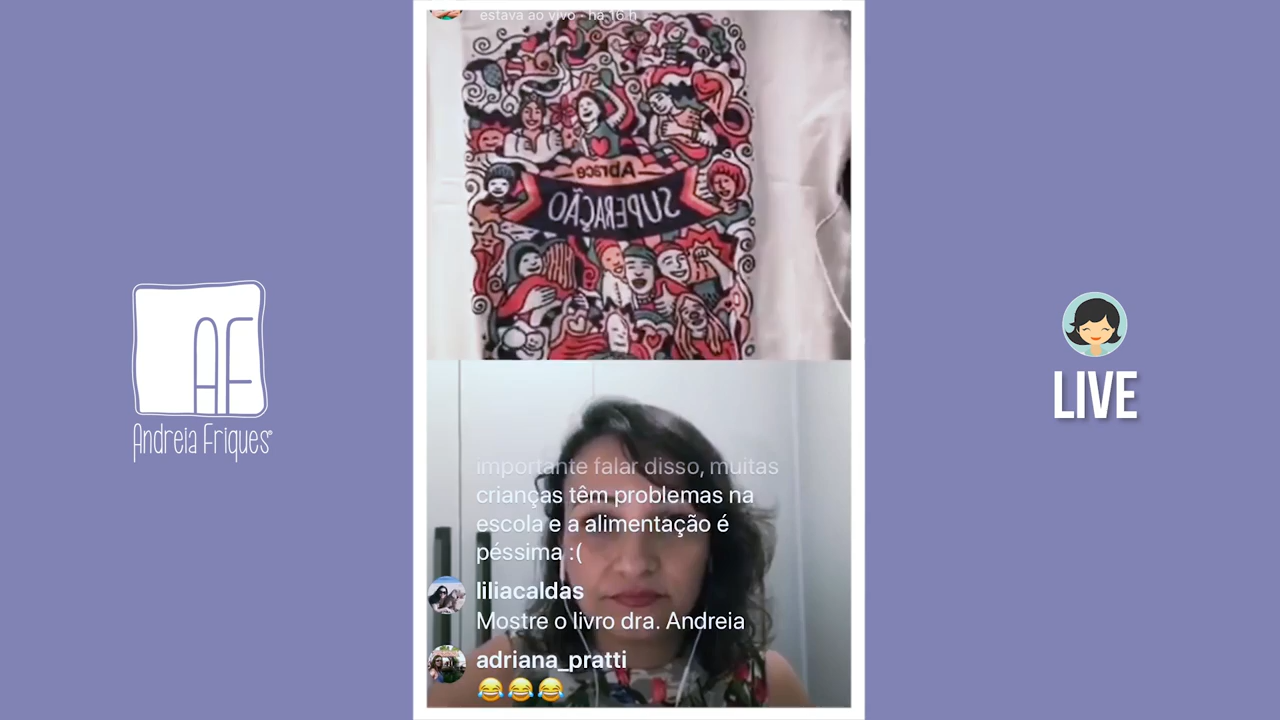 estava ao vivo · há 16 h
Abrace
SUPERAÇÃO
importante falar disso, muitas
crianças têm problemas na
escola e a alimentação é
péssima :(
liliacaldas
Mostre o livro dra. Andreia
adriana_pratti
😂😂😂
AF
Andreia Friques®
LIVE